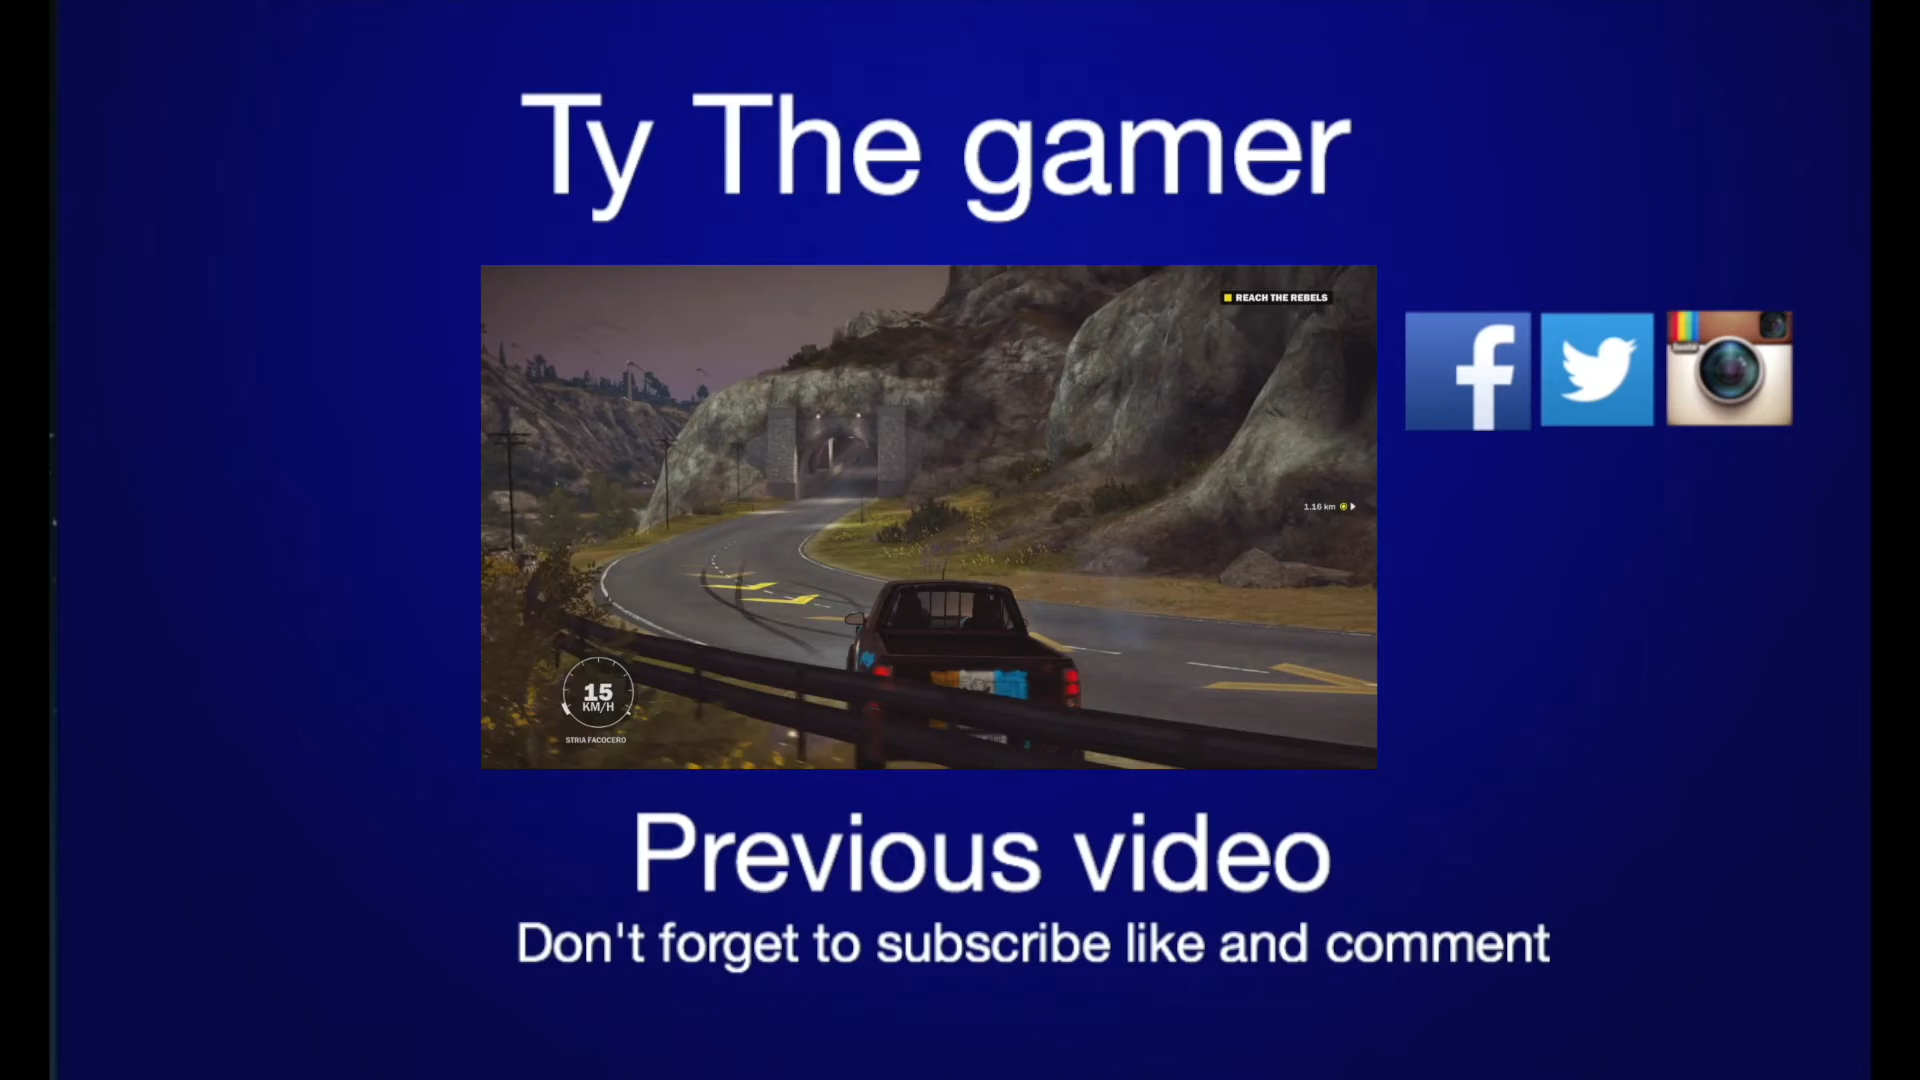 Ty The gamer
REACH THE REBELS
1.16 km
15
KM/H
STRIA FACOCERO
Previous video
Don't forget to subscribe like and comment